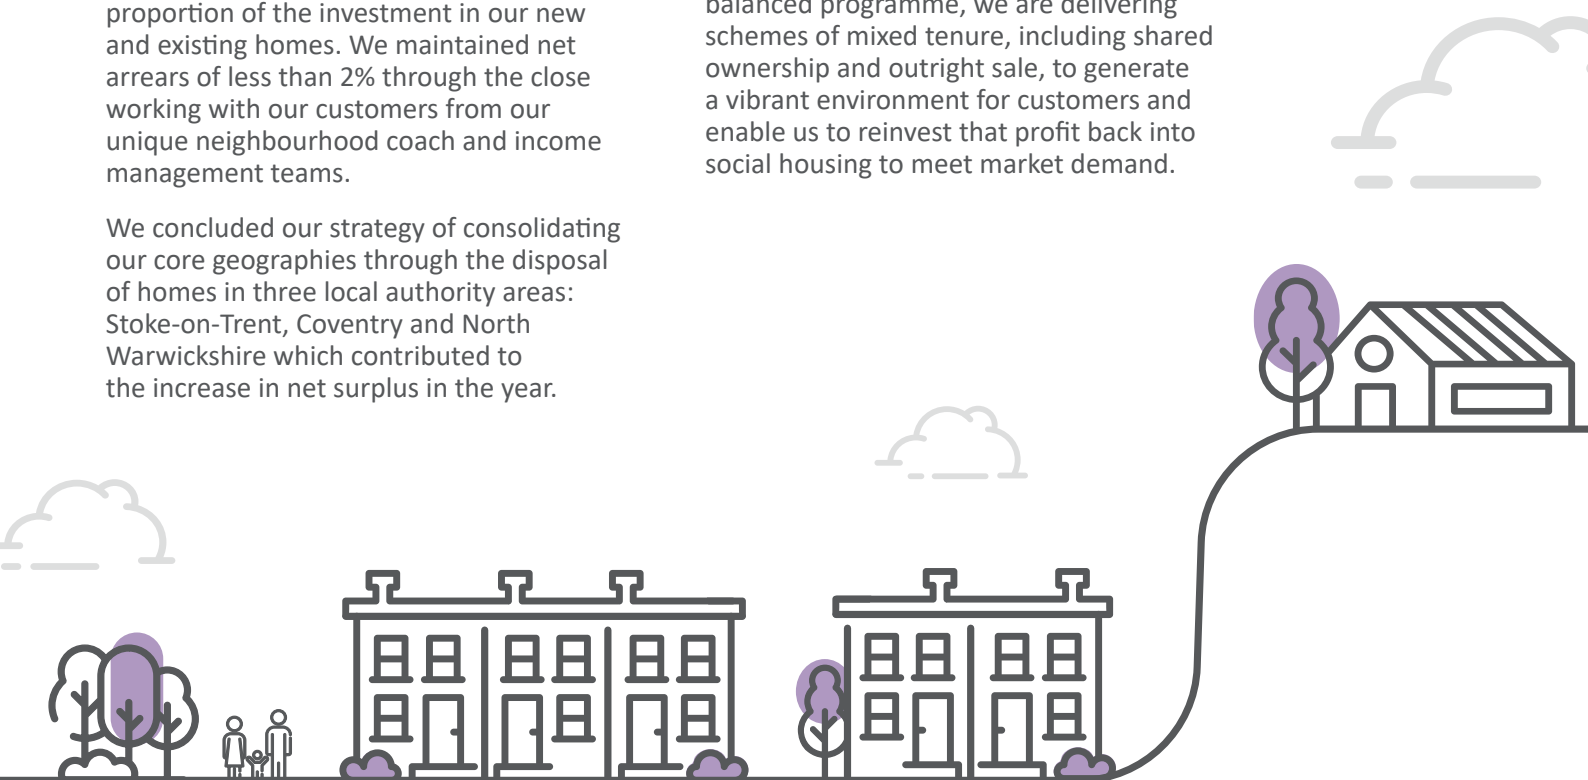 proportion of the investment in our new
and existing homes. We maintained net
arrears of less than 2% through the close
working with our customers from our
unique neighbourhood coach and income
management teams.
We concluded our strategy of consolidating
our core geographies through the disposal
of homes in three local authority areas:
Stoke-on-Trent, Coventry and North
Warwickshire which contributed to
the increase in net surplus in the year.
balanced programme, we are delivering
schemes of mixed tenure, including shared
ownership and outright sale, to generate
a vibrant environment for customers and
enable us to reinvest that profit back into
social housing to meet market demand.